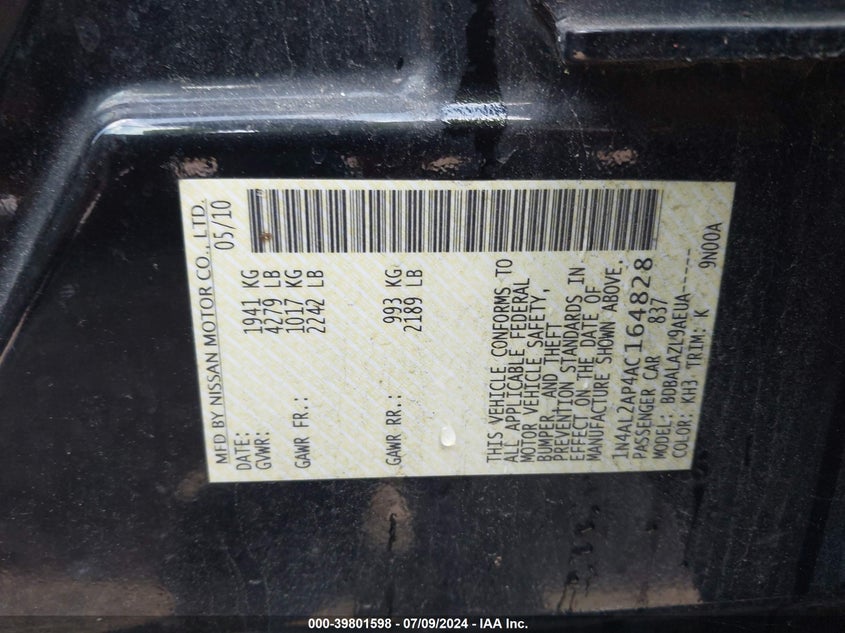 MFD BY NISSAN MOTOR CO., LTD.
DATE: 05/10
GVWR: 1941 KG
4279 LB
GAWR FR.: 1017 KG
2242 LB
GAWR RR.: 993 KG
2189 LB
THIS VEHICLE CONFORMS TO
ALL APPLICABLE FEDERAL
MOTOR VEHICLE SAFETY,
BUMPER, AND THEFT
PREVENTION STANDARDS IN
EFFECT ON THE DATE OF
MANUFACTURE SHOWN ABOVE.
1N4AL2AP4AC164828
PASSENGER CAR 837
MODEL: BDBALAZL9AEUA-----
COLOR: KH3 TRIM: K 9N00A
000-39801598 - 07/09/2024 - IAA Inc.